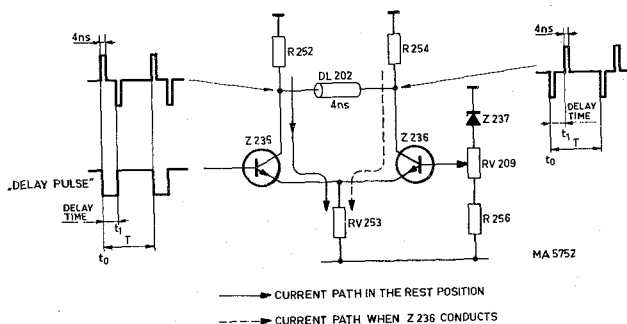 4ns
R 252
R 254
DL 202
4ns
4ns
DELAY
TIME
t₁
T
t₀
Z 235
Z 236
Z 237
RV 209
„DELAY PULSE"
DELAY
TIME
t₁
T
t₀
RV 253
R 256
MA 5752
CURRENT PATH IN THE REST POSITION
CURRENT PATH WHEN Z 236 CONDUCTS